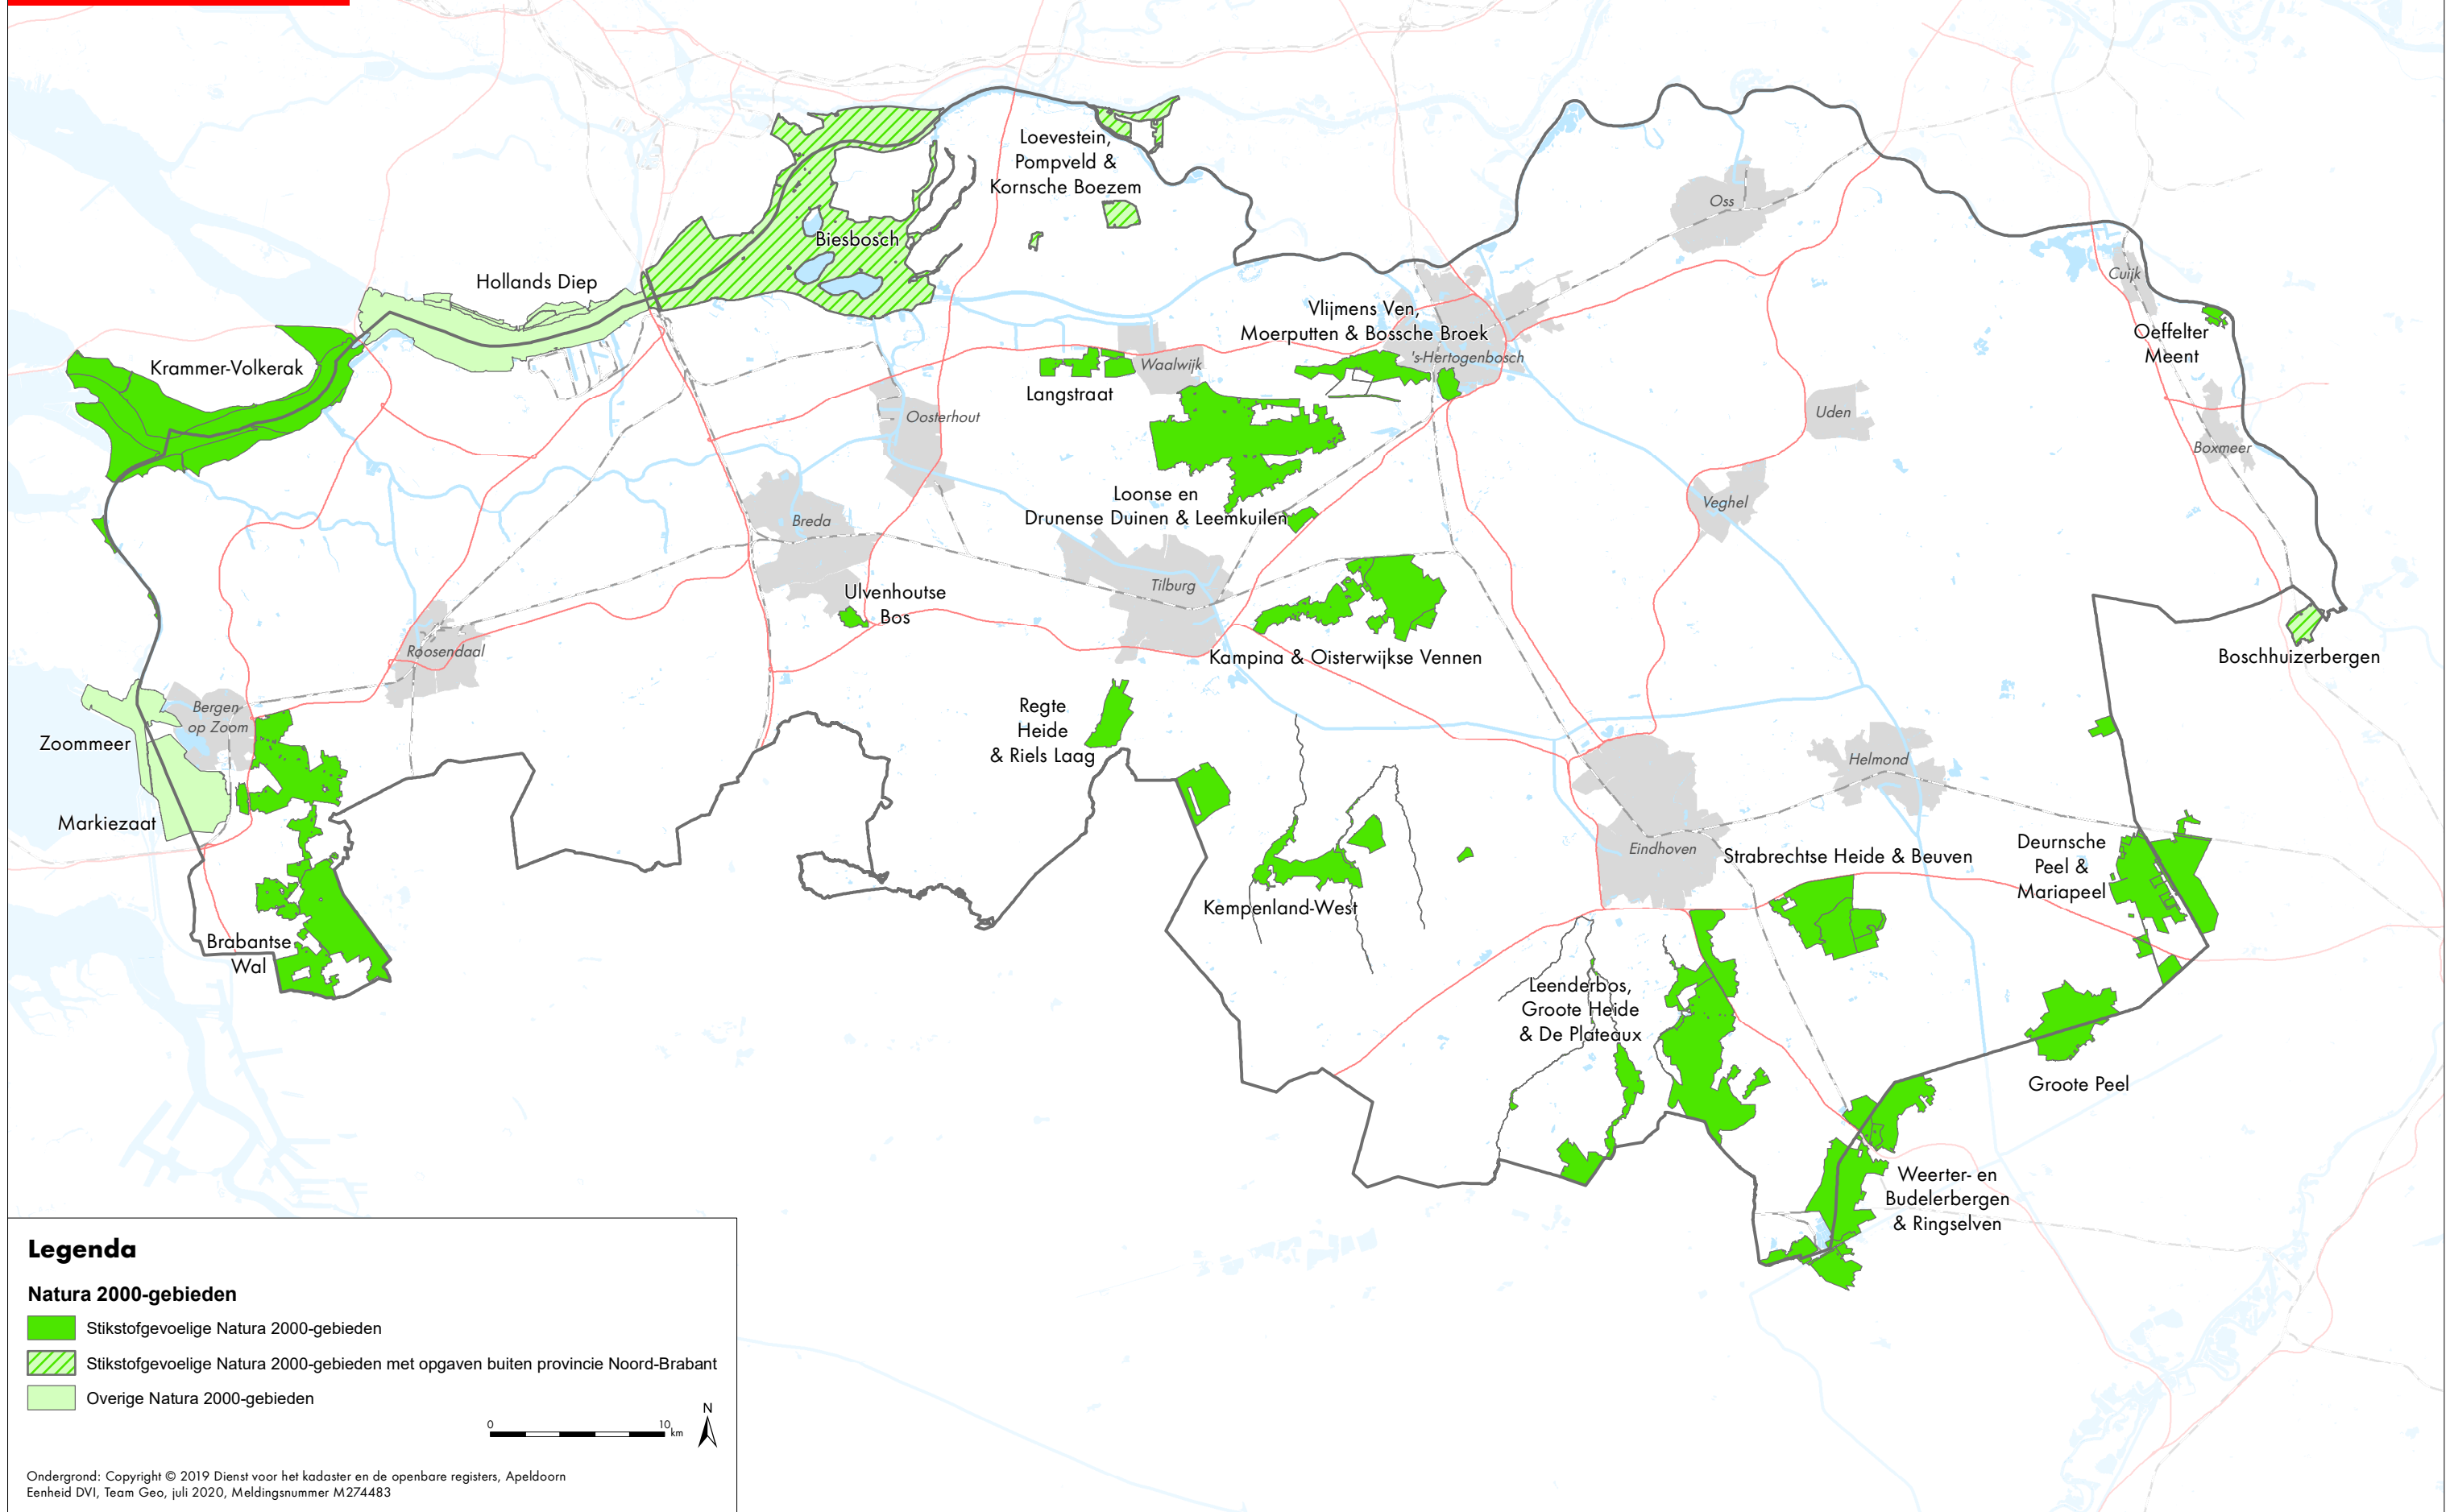 Loevestein,
Pompveld &
Kornsche Boezem
Oss
Biesbosch
Hollands Diep
Cuijk
Vlijmens Ven,
Moerputten & Bossche Broek
's-Hertogenbosch
Oeffelter
Meent
Krammer-Volkerak
Waalwijk
Langstraat
Oosterhout
Uden
Boxmeer
Loonse en
Drunense Duinen & Leemkuilen
Veghel
Breda
Tilburg
Ulvenhoutse
Bos
Roosendaal
Kampina & Oisterwijkse Vennen
Boschhuizerbergen
Bergen
op Zoom
Regte
Heide
& Riels Laag
Zoommeer
Helmond
Markiezaat
Eindhoven
Strabrechtse Heide & Beuven
Deurnsche
Peel &
Mariapeel
Kempenland-West
Brabantse
Wal
Leenderbos,
Groote Heide
& De Plateaux
Groote Peel
Weerter- en
Budelerbergen
& Ringselven
Legenda
Natura 2000-gebieden
Stikstofgevoelige Natura 2000-gebieden
Stikstofgevoelige Natura 2000-gebieden met opgaven buiten provincie Noord-Brabant
Overige Natura 2000-gebieden
0 10 km
N
Ondergrond: Copyright © 2019 Dienst voor het kadaster en de openbare registers, Apeldoorn
Eenheid DVI, Team Geo, juli 2020, Meldingsnummer M274483